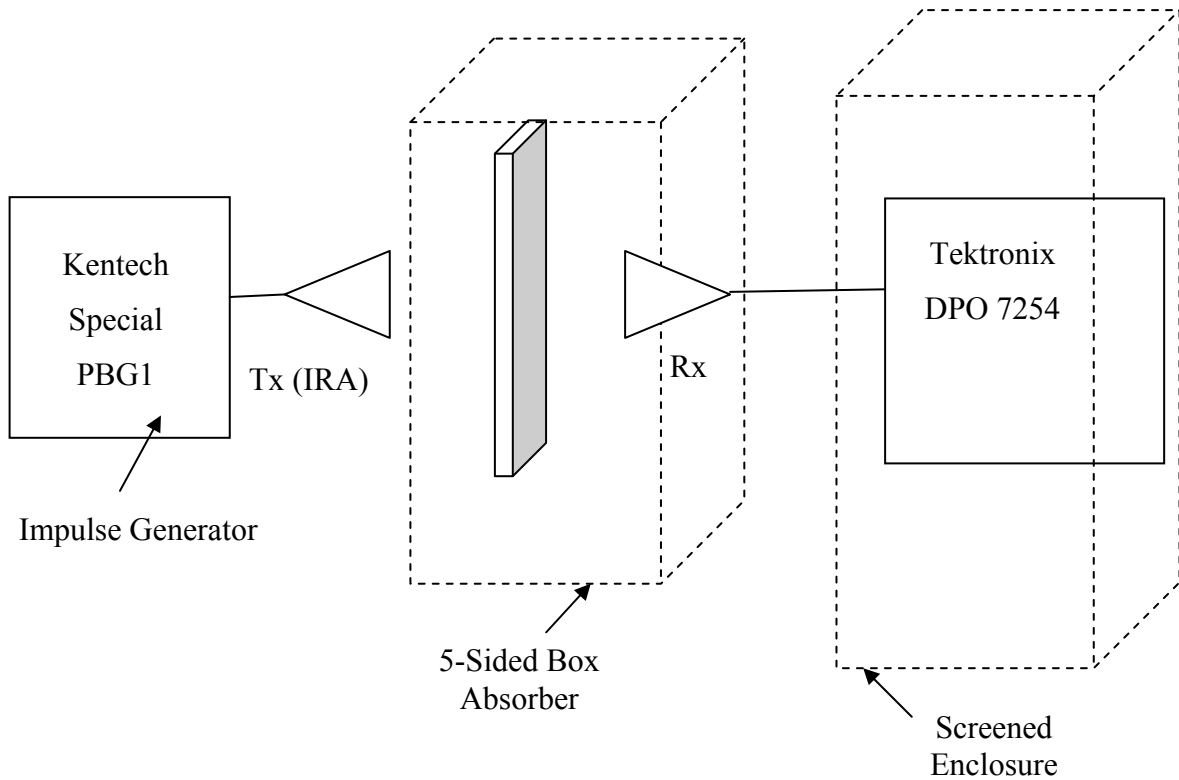 Kentech
Special
PBG1
Tx (IRA)
Impulse Generator
Rx
5-Sided Box
Absorber
Tektronix
DPO 7254
Screened
Enclosure